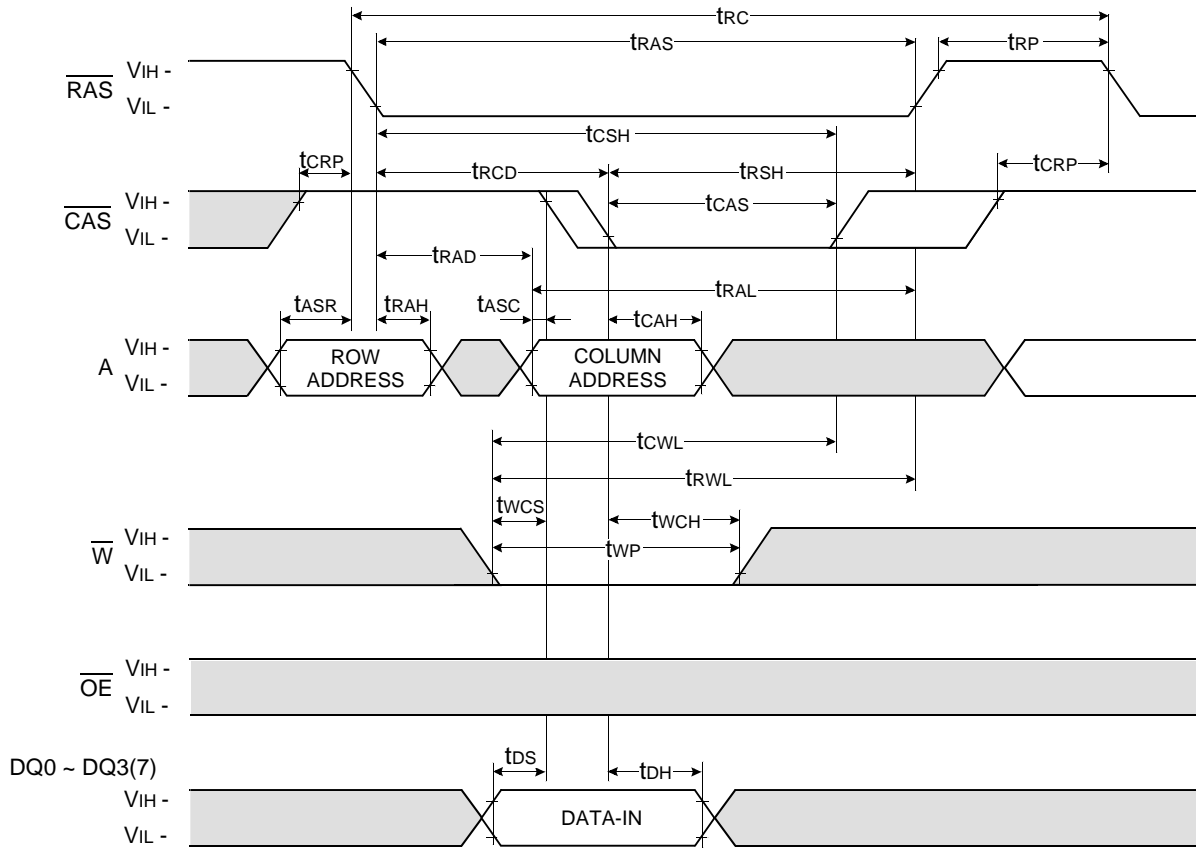 tRC
tRAS
tRP
RAS
VIH -
VIL -
tCSH
tCRP
tRCD
tRSH
tCRP
CAS
VIH -
VIL -
tCAS
tRAD
tRAL
tASR
tRAH
tASC
tCAH
A
VIH -
VIL -
ROW
ADDRESS
COLUMN
ADDRESS
tCWL
tRWL
tWCS
tWCH
W
VIH -
VIL -
tWP
OE
VIH -
VIL -
DQ0 ~ DQ3(7)
tDS
tDH
VIH -
VIL -
DATA-IN